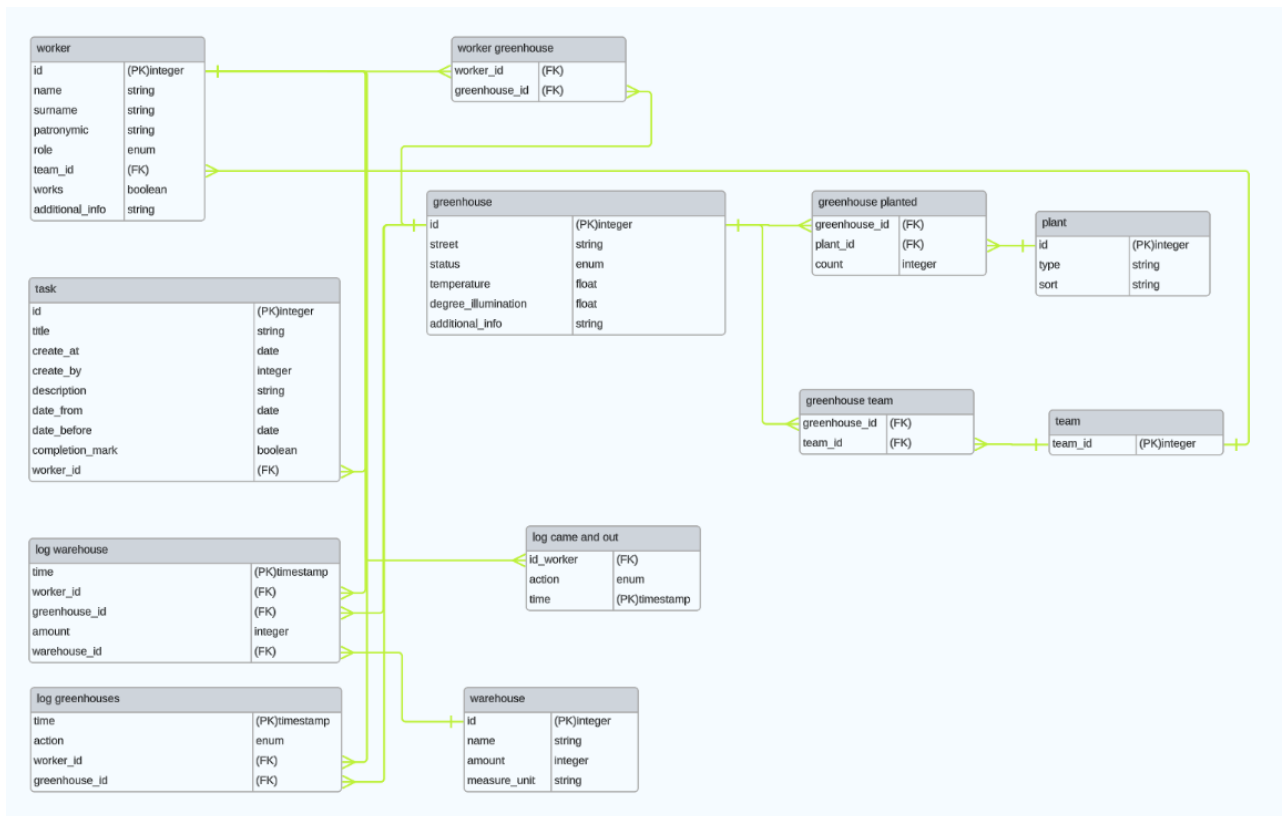 worker
id (PK)integer
name string
surname string
patronymic string
role enum
team_id (FK)
works boolean
additional_info string
worker greenhouse
worker_id (FK)
greenhouse_id (FK)
greenhouse
id (PK)integer
street string
status enum
temperature float
degree_illumination float
additional_info string
greenhouse planted
greenhouse_id (FK)
plant_id (FK)
count integer
plant
id (PK)integer
type string
sort string
task
id (PK)integer
title string
create_at date
create_by integer
description string
date_from date
date_before date
completion_mark boolean
worker_id (FK)
greenhouse team
greenhouse_id (FK)
team_id (FK)
team
team_id (PK)integer
log warehouse
time (PK)timestamp
worker_id (FK)
greenhouse_id (FK)
amount integer
warehouse_id (FK)
log came and out
id_worker (FK)
action enum
time (PK)timestamp
log greenhouses
time (PK)timestamp
action enum
worker_id (FK)
greenhouse_id (FK)
warehouse
id (PK)integer
name string
amount integer
measure_unit string